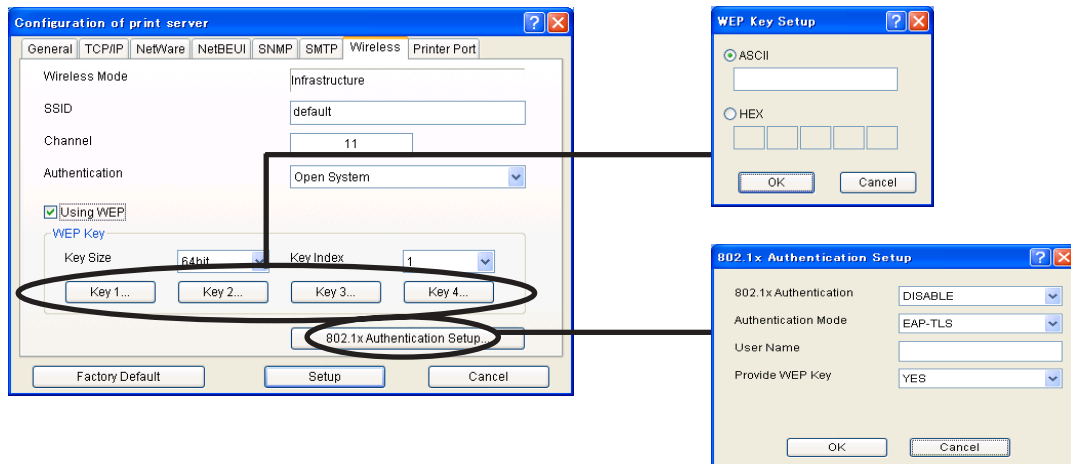 Configuration of print server
General TCP/IP NetWare NetBEUI SNMP SMTP Wireless Printer Port
Wireless Mode Infrastructure
SSID default
Channel 11
Authentication Open System
Using WEP
WEP Key
Key Size 64bit Key Index 1
Key 1... Key 2... Key 3... Key 4...
802.1x Authentication Setup...
Factory Default Setup Cancel
WEP Key Setup
ASCII
HEX
OK Cancel
802.1x Authentication Setup
802.1x Authentication DISABLE
Authentication Mode EAP-TLS
User Name
Provide WEP Key YES
OK Cancel